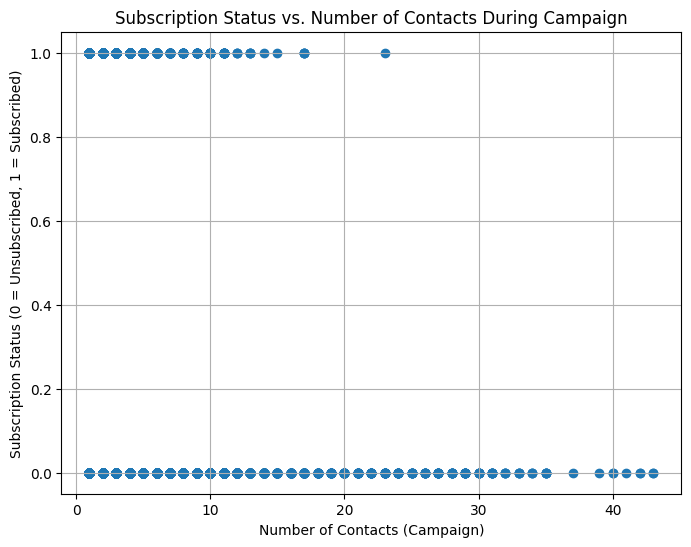 Subscription Status vs. Number of Contacts During Campaign
Subscription Status (0 = Unsubscribed, 1 = Subscribed)
1.0
0.8
0.6
0.4
0.2
0.0
0 10 20 30 40
Number of Contacts (Campaign)